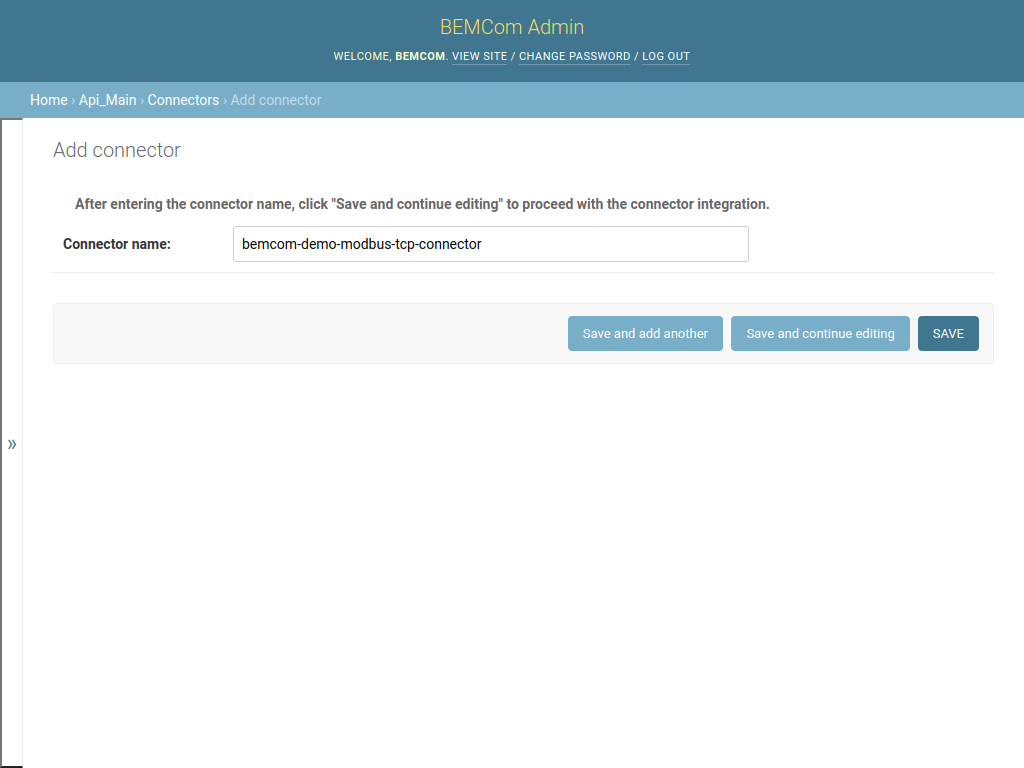 BEMCom Admin
WELCOME, BEMCOM. VIEW SITE / CHANGE PASSWORD / LOG OUT
Home › Api_Main › Connectors › Add connector
Add connector
After entering the connector name, click "Save and continue editing" to proceed with the connector integration.
Connector name: bemcom-demo-modbus-tcp-connector
Save and add another Save and continue editing SAVE
»